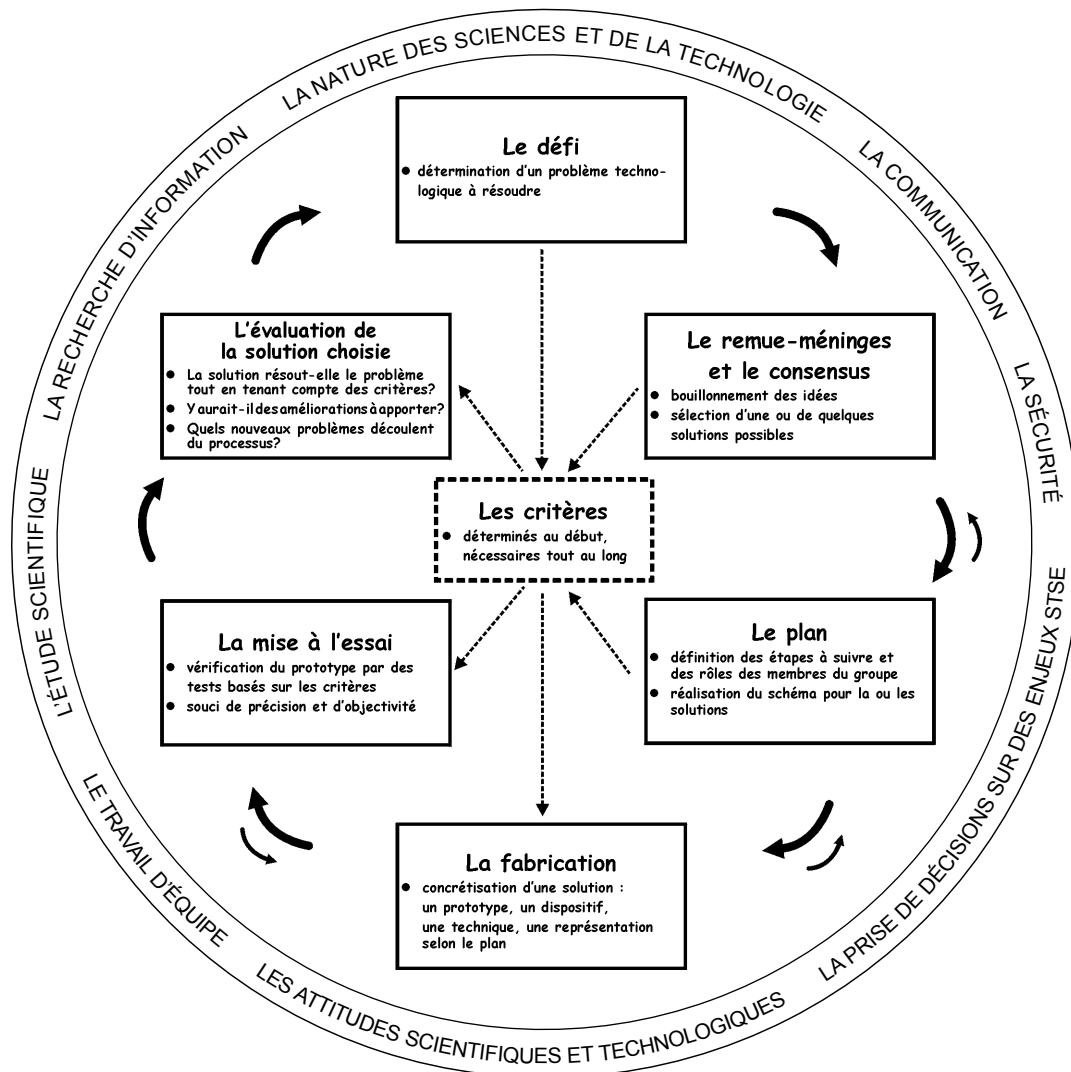 LA NATURE DES SCIENCES ET DE LA TECHNOLOGIE
LA COMMUNICATION
LA SÉCURITÉ
LA PRISE DE DÉCISIONS SUR DES ENJEUX STSE
LES ATTITUDES SCIENTIFIQUES ET TECHNOLOGIQUES
LE TRAVAIL D'ÉQUIPE
L'ÉTUDE SCIENTIFIQUE
LA RECHERCHE D'INFORMATION
Le défi
• détermination d'un problème techno-
logique à résoudre
Le remue-méninges
et le consensus
• bouillonnement des idées
• sélection d'une ou de quelques
solutions possibles
Le plan
• définition des étapes à suivre et
des rôles des membres du groupe
• réalisation du schéma pour la ou les
solutions
La fabrication
• concrétisation d'une solution :
un prototype, un dispositif,
une technique, une représentation
selon le plan
La mise à l'essai
• vérification du prototype par des
tests basés sur les critères
• souci de précision et d'objectivité
L'évaluation de
la solution choisie
• La solution résout-elle le problème
tout en tenant compte des critères?
• Y aurait-il des améliorations à apporter?
• Quels nouveaux problèmes découlent
du processus?
Les critères
• déterminés au début,
nécessaires tout au long